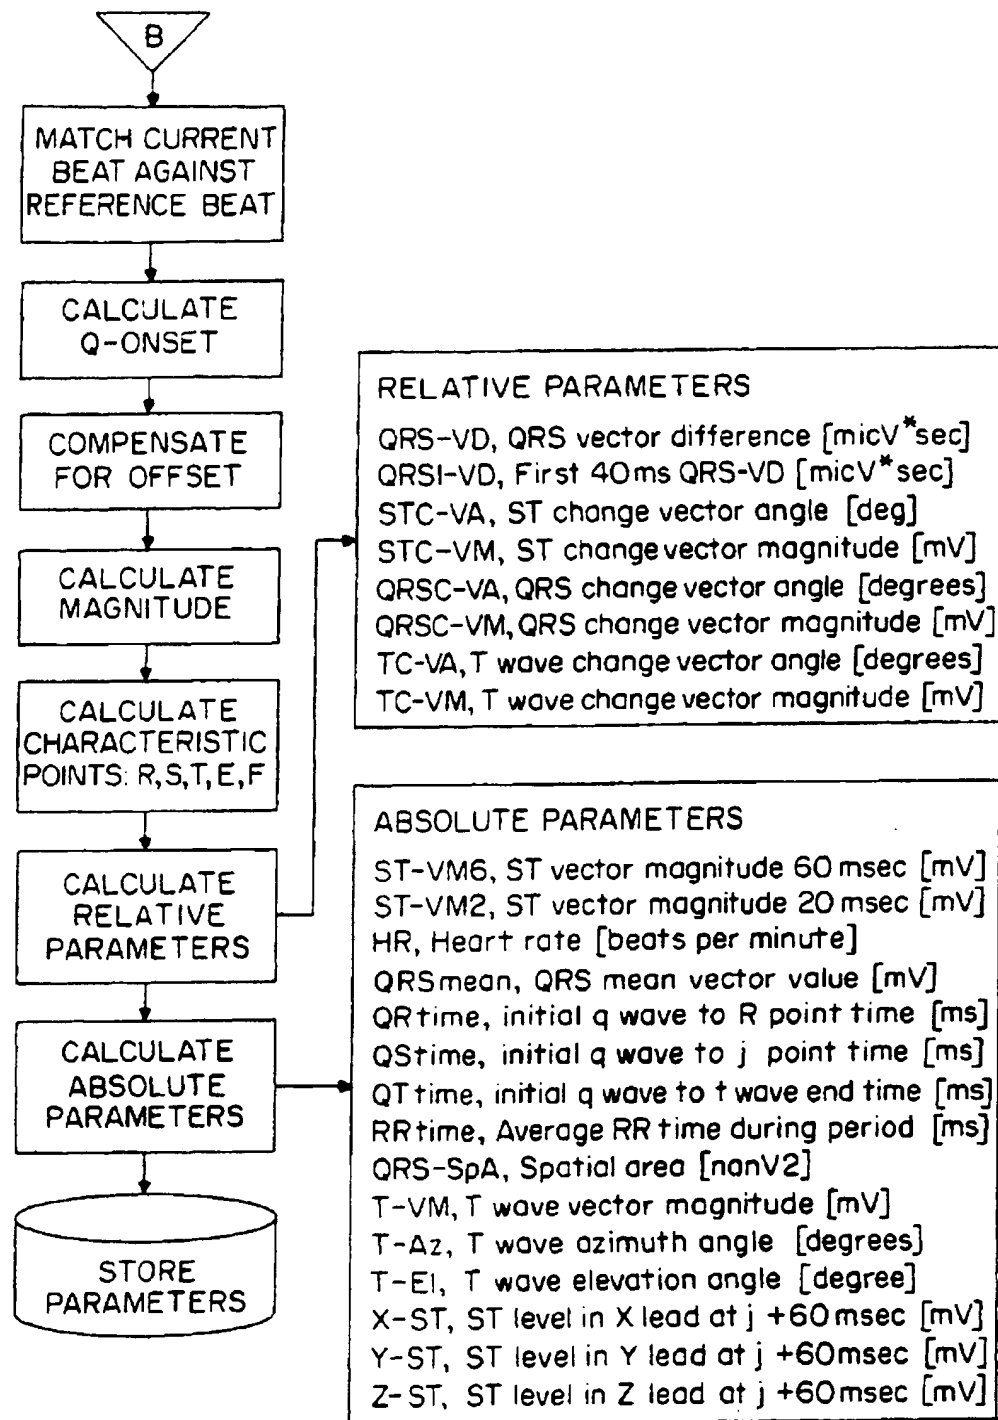 B
MATCH CURRENT
BEAT AGAINST
REFERENCE BEAT
CALCULATE
Q-ONSET
COMPENSATE
FOR OFFSET
CALCULATE
MAGNITUDE
CALCULATE
CHARACTERISTIC
POINTS: R,S,T,E,F
CALCULATE
RELATIVE
PARAMETERS
CALCULATE
ABSOLUTE
PARAMETERS
STORE
PARAMETERS
RELATIVE PARAMETERS
QRS-VD, QRS vector difference [micV*sec]
QRSI-VD, First 40ms QRS-VD [micV*sec]
STC-VA, ST change vector angle [deg]
STC-VM, ST change vector magnitude [mV]
QRSC-VA, QRS change vector angle [degrees]
QRSC-VM, QRS change vector magnitude [mV]
TC-VA, T wave change vector angle [degrees]
TC-VM, T wave change vector magnitude [mV]
ABSOLUTE PARAMETERS
ST-VM6, ST vector magnitude 60 msec [mV]
ST-VM2, ST vector magnitude 20 msec [mV]
HR, Heart rate [beats per minute]
QRSmean, QRS mean vector value [mV]
QRtime, initial q wave to R point time [ms]
QStime, initial q wave to j point time [ms]
QTtime, initial q wave to t wave end time [ms]
RRtime, Average RR time during period [ms]
QRS-SpA, Spatial area [nanV2]
T-VM, T wave vector magnitude [mV]
T-Az, T wave azimuth angle [degrees]
T-El, T wave elevation angle [degree]
X-ST, ST level in X lead at j +60msec [mV]
Y-ST, ST level in Y lead at j +60msec [mV]
Z-ST, ST level in Z lead at j +60msec [mV]